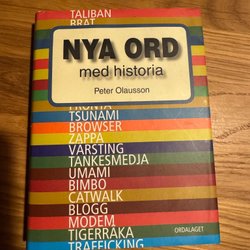 TALIBAN
BRAT
NYA ORD
med historia
Peter Olausson
FRONTA
TSUNAMI
BROWSER
ZAPPA
VARSTING
TANKESMEDJA
UMAMI
BIMBO
CATWALK
BLOGG
MODEM
TIGERRAKA
TRAFFICKING
ORDALAGET